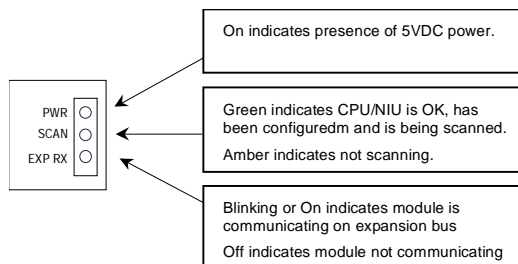 On indicates presence of 5VDC power.
PWR
SCAN
EXP RX
Green indicates CPU/NIU is OK, has
been configuredm and is being scanned.
Amber indicates not scanning.
Blinking or On indicates module is
communicating on expansion bus
Off indicates module not communicating